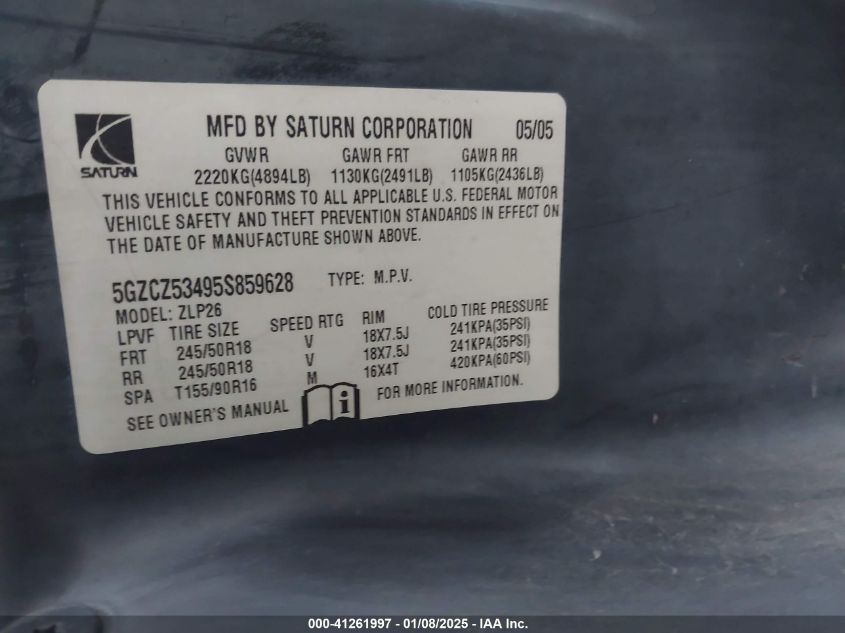 MFD BY SATURN CORPORATION 05/05
SATURN
GVWR GAWR FRT GAWR RR
2220KG(4894LB) 1130KG(2491LB) 1105KG(2436LB)
THIS VEHICLE CONFORMS TO ALL APPLICABLE U.S. FEDERAL MOTOR
VEHICLE SAFETY AND THEFT PREVENTION STANDARDS IN EFFECT ON
THE DATE OF MANUFACTURE SHOWN ABOVE.
5GZCZ53495S859628 TYPE: M.P.V.
MODEL: ZLP26
LPVF TIRE SIZE SPEED RTG RIM COLD TIRE PRESSURE
FRT 245/50R18 V 18X7.5J 241KPA(35PSI)
RR 245/50R18 V 18X7.5J 241KPA(35PSI)
SPA T155/90R16 M 16X4T 420KPA(60PSI)
SEE OWNER'S MANUAL i FOR MORE INFORMATION.
000-41261997 - 01/08/2025 - IAA Inc.